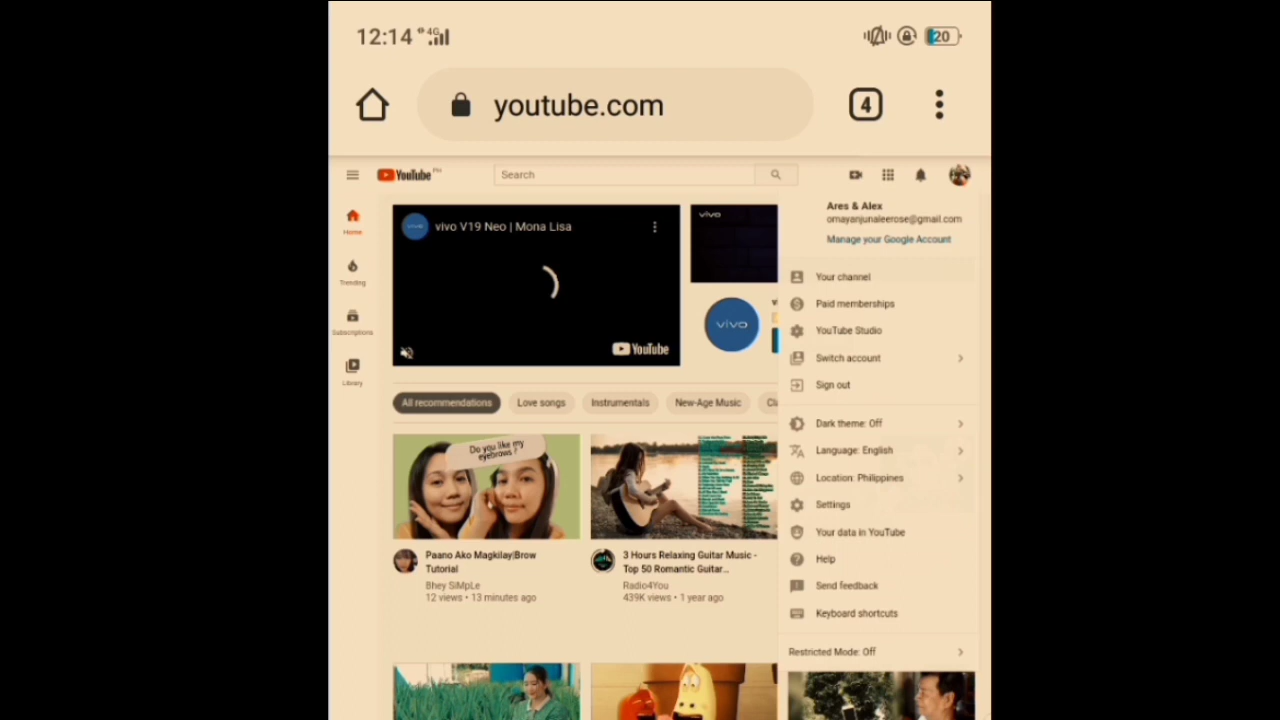 12:14 4G 20
youtube.com 4
YouTube PH Search
Home
Trending
Subscriptions
Library
vivo vivo V19 Neo | Mona Lisa
YouTube
vivo
vivo
All recommendations Love songs Instrumentals New-Age Music
Do you like my
eyebrows ?
Paano Ako Magkilay|Brow
Tutorial
Bhey SiMpLe
12 views • 13 minutes ago
3 Hours Relaxing Guitar Music -
Top 50 Romantic Guitar...
Radio4You
439K views • 1 year ago
Ares & Alex
omayanjunaleerose@gmail.com
Manage your Google Account
Your channel
Paid memberships
YouTube Studio
Switch account
Sign out
Dark theme: Off
Language: English
Location: Philippines
Settings
Your data in YouTube
Help
Send feedback
Keyboard shortcuts
Restricted Mode: Off